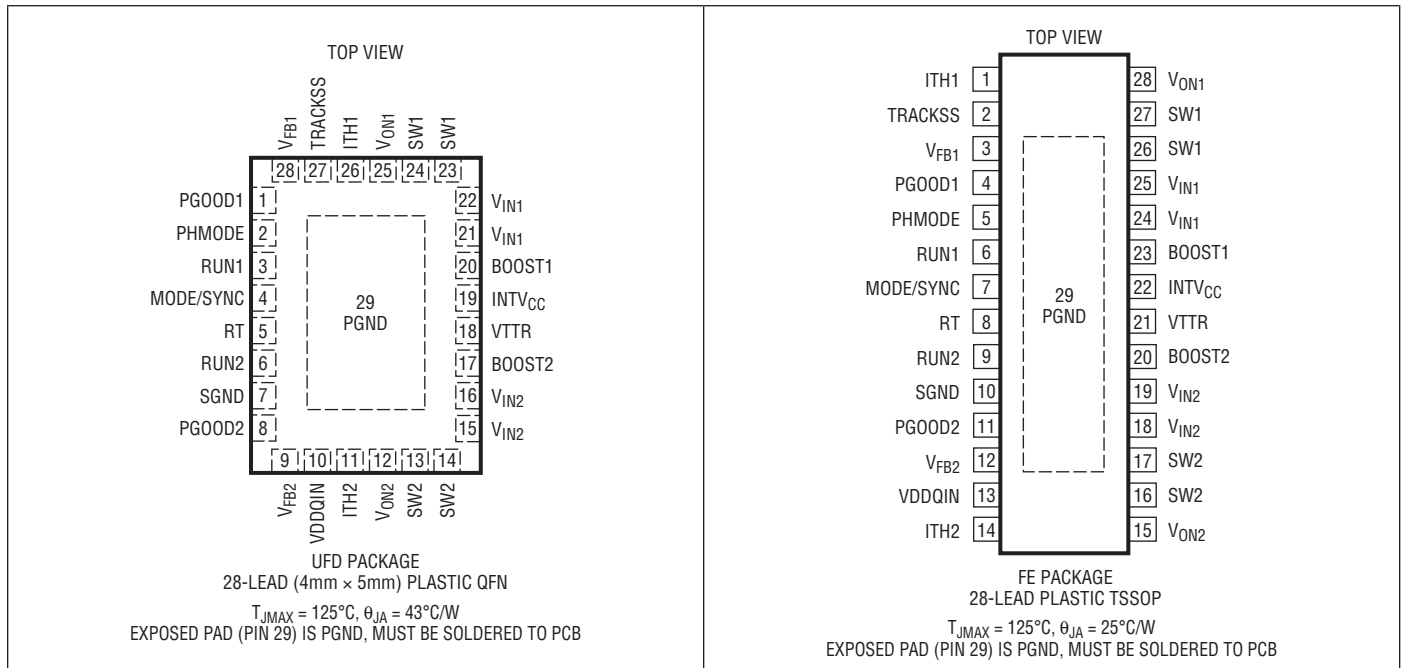 TOP VIEW
VFB1
TRACKSS
ITH1
VON1
SW1
SW1
28 27 26 25 24 23
PGOOD1 1
PHMODE 2
RUN1 3
MODE/SYNC 4
RT 5
RUN2 6
SGND 7
PGOOD2 8
29
PGND
22 VIN1
21 VIN1
20 BOOST1
19 INTVCC
18 VTTR
17 BOOST2
16 VIN2
15 VIN2
9 10 11 12 13 14
VFB2
VDDQIN
ITH2
VON2
SW2
SW2
UFD PACKAGE
28-LEAD (4mm × 5mm) PLASTIC QFN
TJMAX = 125°C, θJA = 43°C/W
EXPOSED PAD (PIN 29) IS PGND, MUST BE SOLDERED TO PCB
TOP VIEW
ITH1 1
TRACKSS 2
VFB1 3
PGOOD1 4
PHMODE 5
RUN1 6
MODE/SYNC 7
RT 8
RUN2 9
SGND 10
PGOOD2 11
VFB2 12
VDDQIN 13
ITH2 14
29
PGND
28 VON1
27 SW1
26 SW1
25 VIN1
24 VIN1
23 BOOST1
22 INTVCC
21 VTTR
20 BOOST2
19 VIN2
18 VIN2
17 SW2
16 SW2
15 VON2
FE PACKAGE
28-LEAD PLASTIC TSSOP
TJMAX = 125°C, θJA = 25°C/W
EXPOSED PAD (PIN 29) IS PGND, MUST BE SOLDERED TO PCB